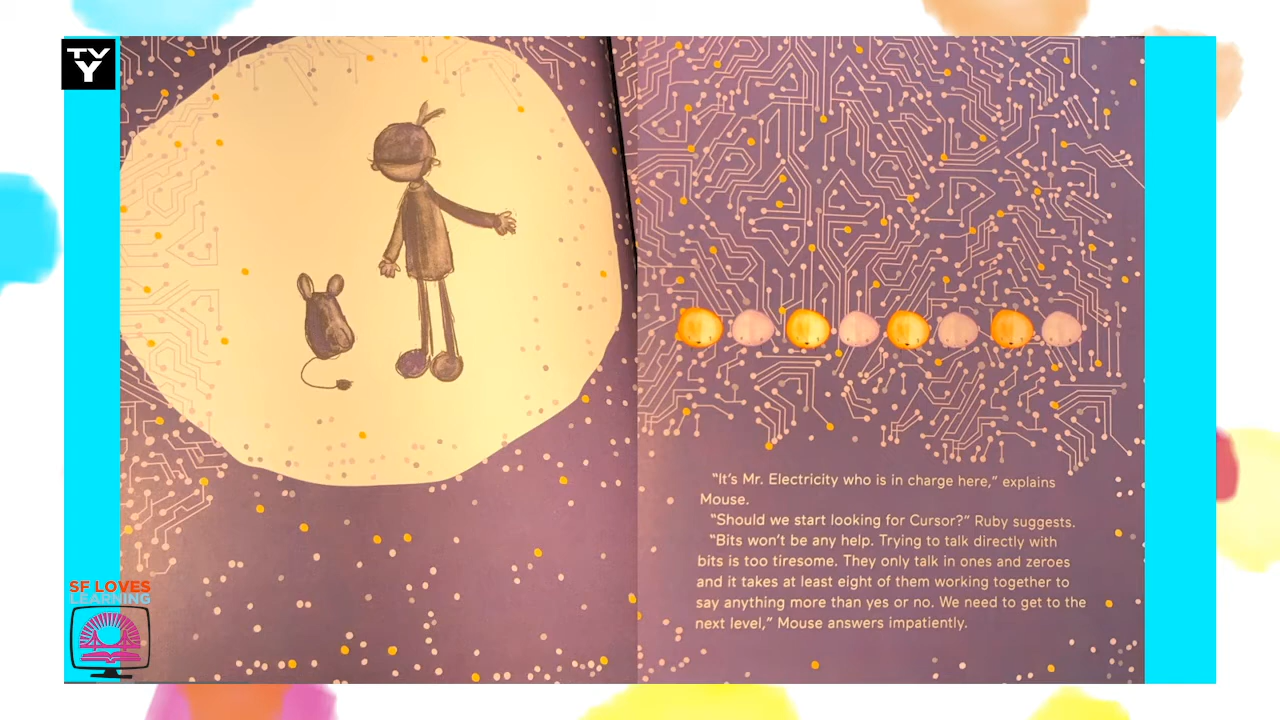 TV
Y
"It's Mr. Electricity who is in charge here," explains
Mouse.
"Should we start looking for Cursor?" Ruby suggests.
"Bits won't be any help. Trying to talk directly with
bits is too tiresome. They only talk in ones and zeroes
and it takes at least eight of them working together to
say anything more than yes or no. We need to get to the
next level," Mouse answers impatiently.
SF LOVES
LEARNING